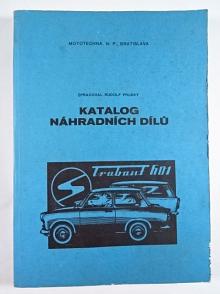 MOTOTECHNA, N. P., BRATISLAVA
SPRACOVAL RUDOLF PRUSKÝ
KATALOG
NÁHRADNÍCH DÍLŮ
Trabant 601